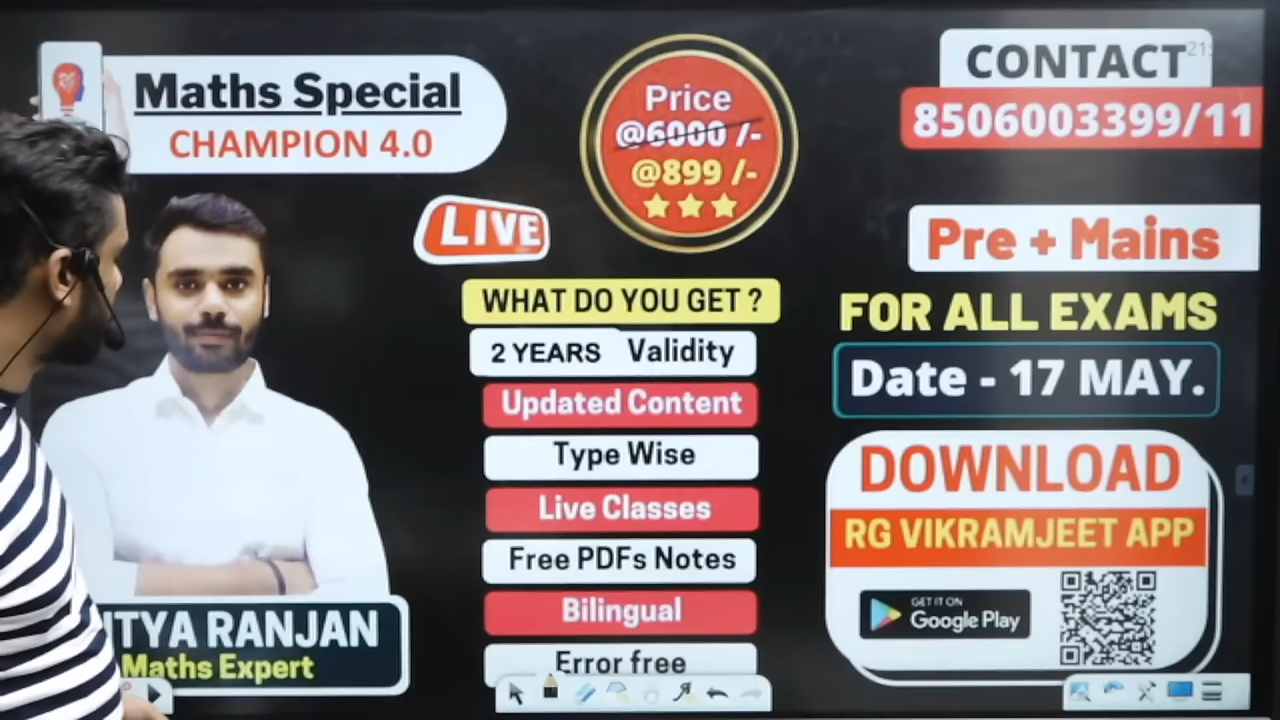 Maths Special
CHAMPION 4.0
Price
@6000 /-
@899 /-
LIVE
CONTACT
8506003399/11
Pre + Mains
FOR ALL EXAMS
Date - 17 MAY.
WHAT DO YOU GET ?
2 YEARS Validity
Updated Content
Type Wise
Live Classes
Free PDFs Notes
Bilingual
Error free
DOWNLOAD
RG VIKRAMJEET APP
GET IT ON
Google Play
RANJAN
Maths Expert